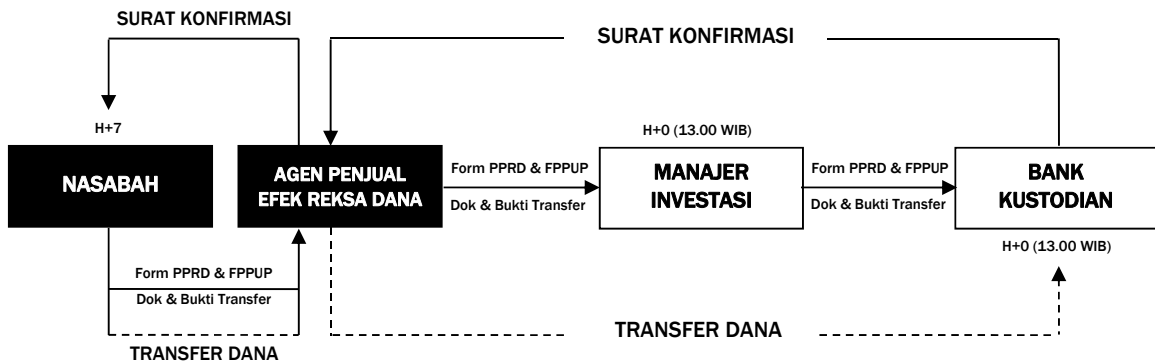 SURAT KONFIRMASI
SURAT KONFIRMASI
H+7
H+0 (13.00 WIB)
NASABAH
AGEN PENJUAL
EFEK REKSA DANA
Form PPRD & FPPUP
Dok & Bukti Transfer
MANAJER
INVESTASI
Form PPRD & FPPUP
Dok & Bukti Transfer
BANK
KUSTODIAN
H+0 (13.00 WIB)
Form PPRD & FPPUP
Dok & Bukti Transfer
TRANSFER DANA
TRANSFER DANA